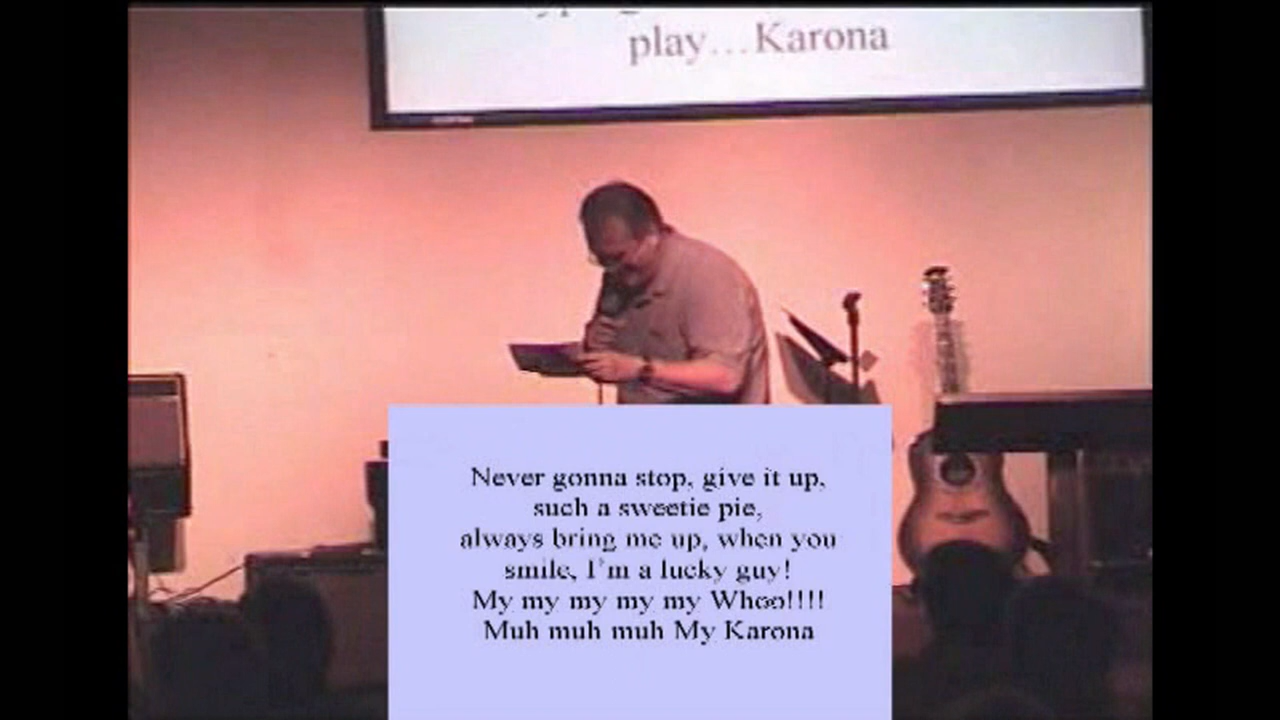 play...Karona
Never gonna stop, give it up,
such a sweetie pie,
always bring me up, when you
smile, I'm a lucky guy!
My my my my my Whoo!!!!
Muh muh muh My Karona